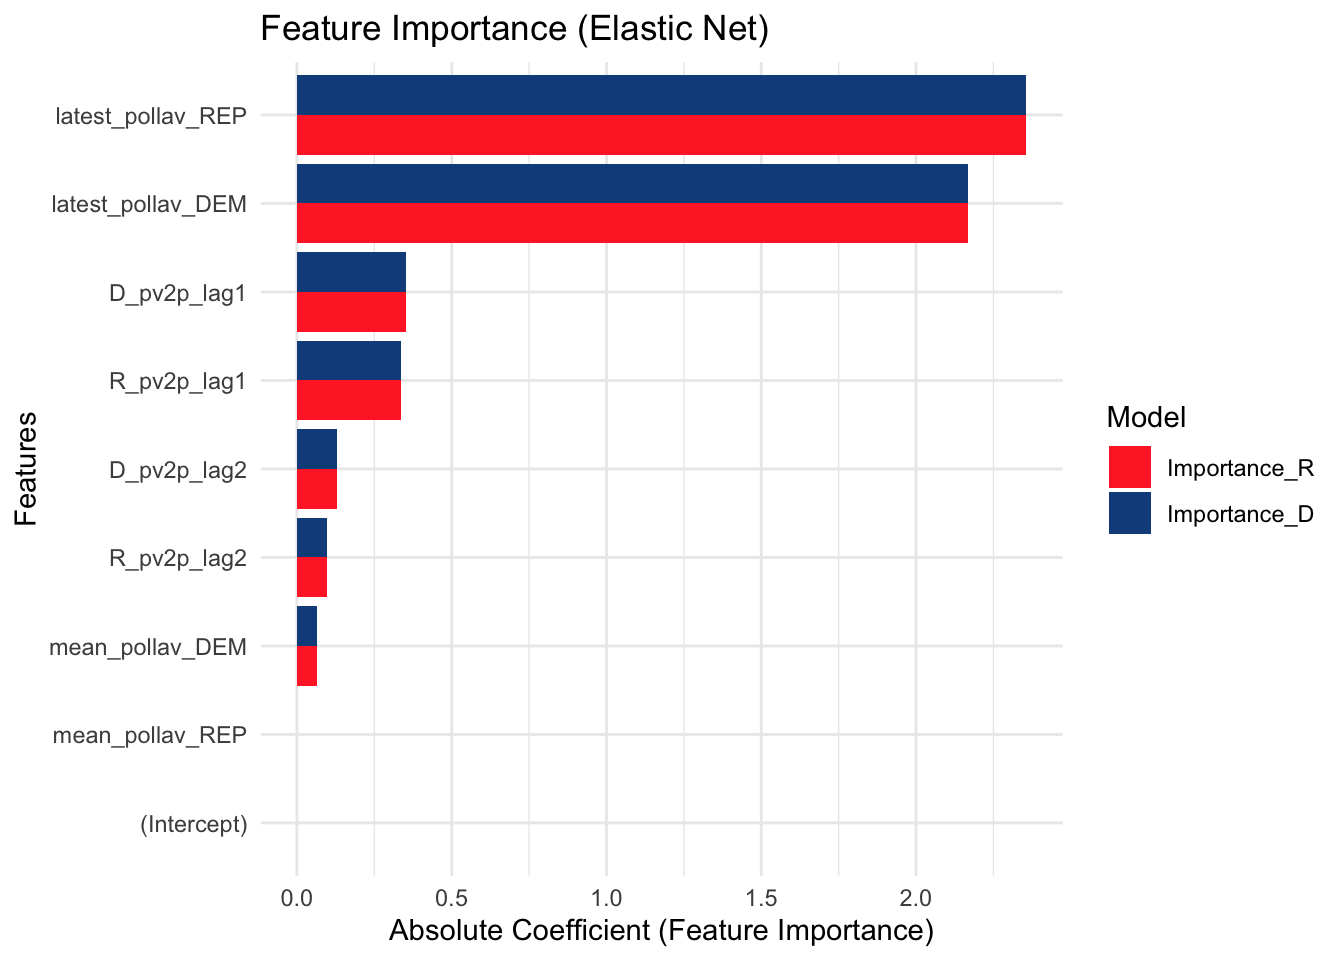 Feature Importance (Elastic Net)
latest_pollav_REP
latest_pollav_DEM
D_pv2p_lag1
R_pv2p_lag1
D_pv2p_lag2
R_pv2p_lag2
mean_pollav_DEM
mean_pollav_REP
(Intercept)
Features
0.0 0.5 1.0 1.5 2.0
Absolute Coefficient (Feature Importance)
Model
Importance_R
Importance_D